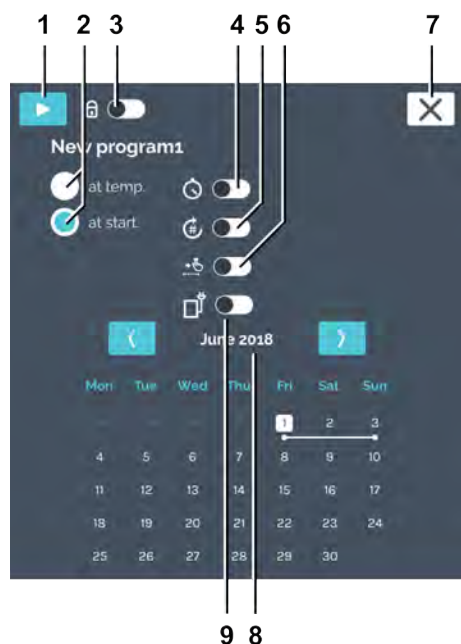 1 2 3 4 5 6 7
New program1
at temp.
at start.
#
June 2018
Mon Tue Wed Thu Fri Sat Sun
1 2 3
4 5 6 7 8 9 10
11 12 13 14 15 16 17
18 19 20 21 22 23 24
25 26 27 28 29 30
9 8